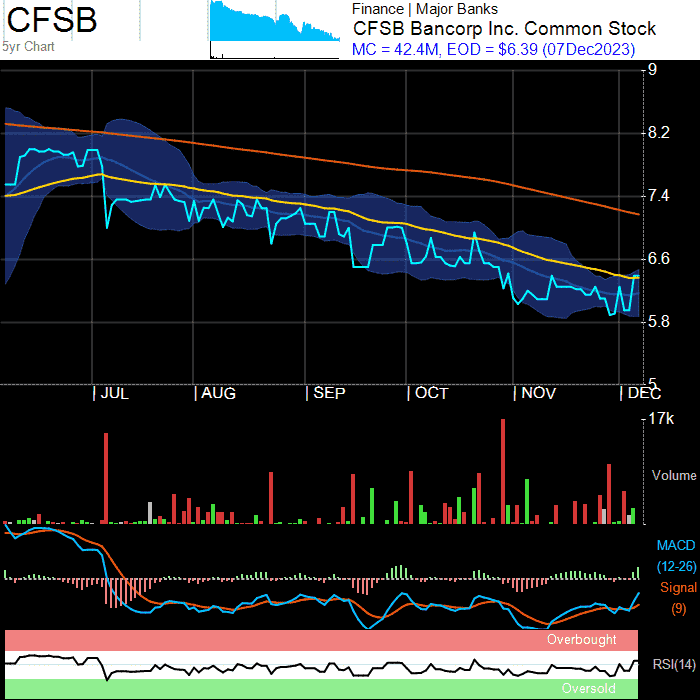 CFSB
5yr Chart
Finance | Major Banks
CFSB Bancorp Inc. Common Stock
MC = 42.4M, EOD = $6.39 (07Dec2023)
9
8.2
7.4
6.6
5.8
5
JUL AUG SEP OCT NOV DEC
17k
Volume
MACD
(12-26)
Signal
(9)
Overbought
RSI(14)
Oversold